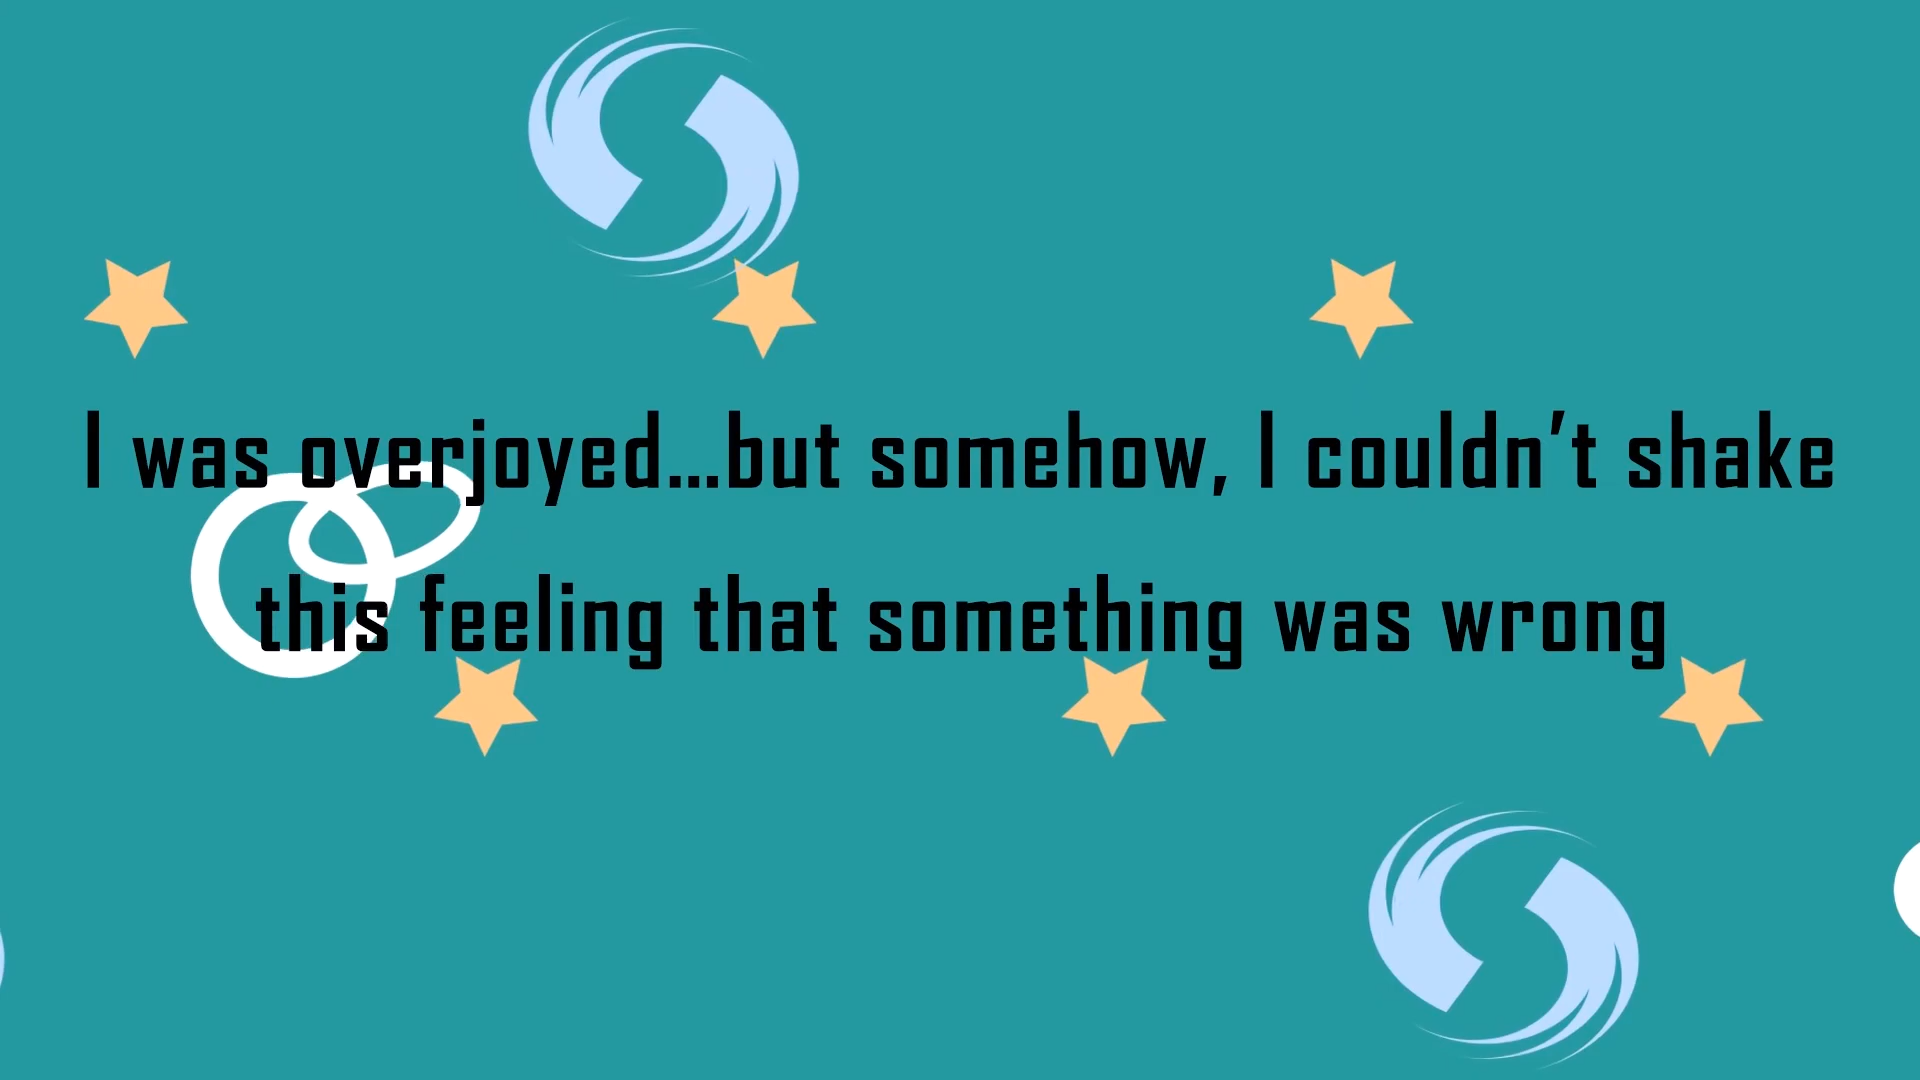 I was overjoyed...but somehow, I couldn’t shake
this feeling that something was wrong